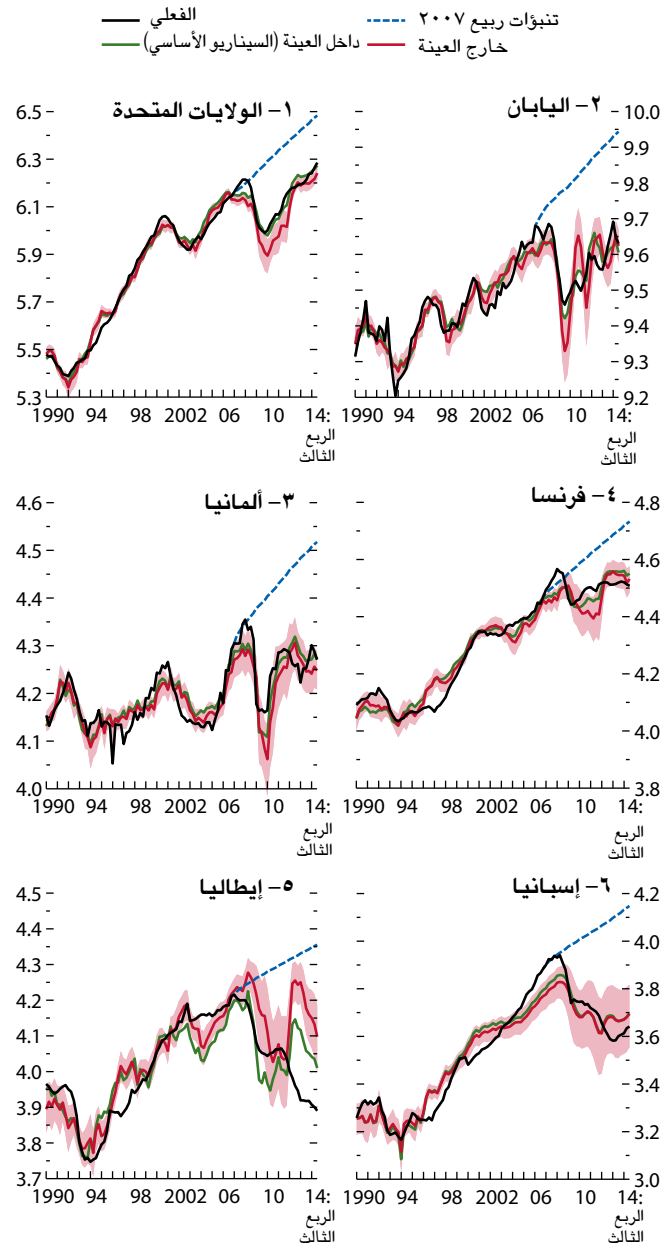 الفعلي
تنبؤات ربيع ٢٠٠٧
داخل العينة (السيناريو الأساسي)
خارج العينة
١- الولايات المتحدة
6.5
6.3
6.1
5.9
5.7
5.5
5.3
1990 94 98 2002 06 10 14:
الربع
الثالث
٢- اليابان
10.0
9.9
9.8
9.7
9.6
9.5
9.4
9.3
9.2
1990 94 98 2002 06 10 14:
الربع
الثالث
٣- ألمانيا
4.6
4.5
4.4
4.3
4.2
4.1
4.0
1990 94 98 2002 06 10 14:
الربع
الثالث
٤- فرنسا
4.8
4.6
4.4
4.2
4.0
3.8
1990 94 98 2002 06 10 14:
الربع
الثالث
٥- إيطاليا
4.5
4.4
4.3
4.2
4.1
4.0
3.9
3.8
3.7
1990 94 98 2002 06 10 14:
الربع
الثالث
٦- إسبانيا
4.2
4.0
3.8
3.6
3.4
3.2
3.0
1990 94 98 2002 06 10 14:
الربع
الثالث